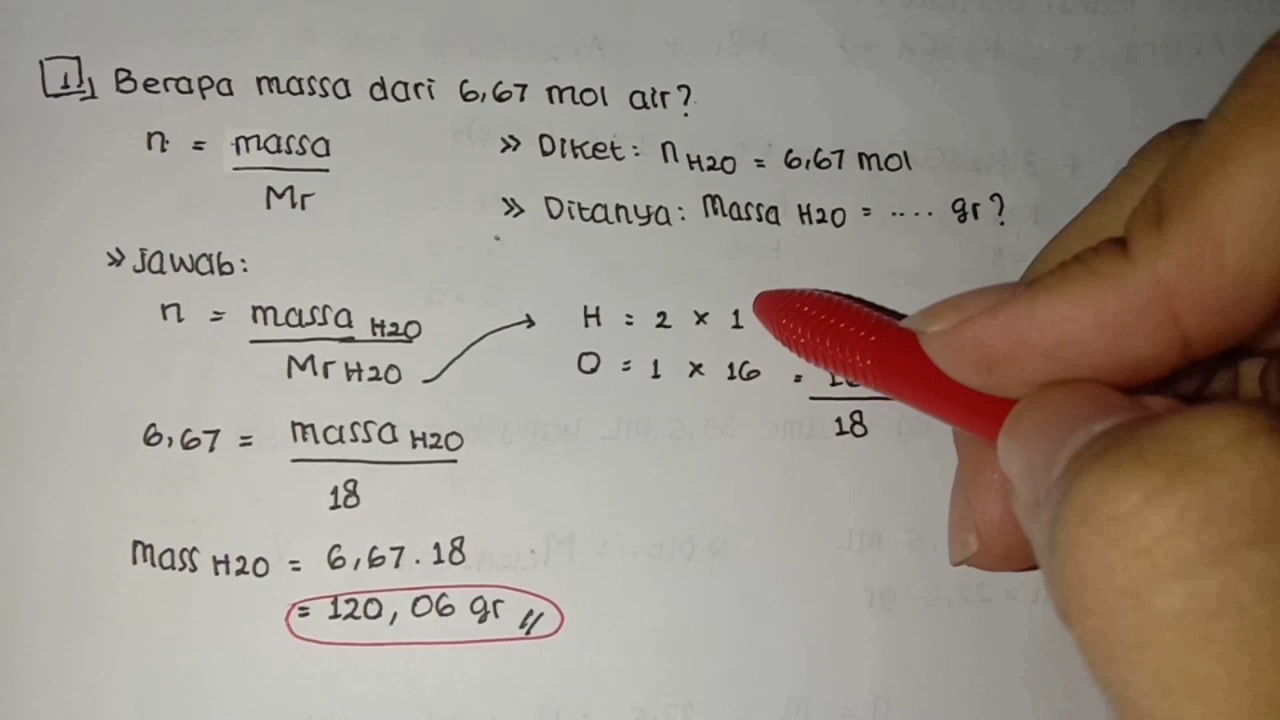 1 Berapa massa dari 6,67 mol air?
n = massa
Mr
» Diket: n H2O = 6,67 mol
» Ditanya: Massa H2O = .... gr?
» Jawab:
n = massa H2O
Mr H2O
H = 2 × 1
O = 1 × 16 =
18
6,67 = massa H2O
18
mass H2O = 6,67 . 18
= 120,06 gr //